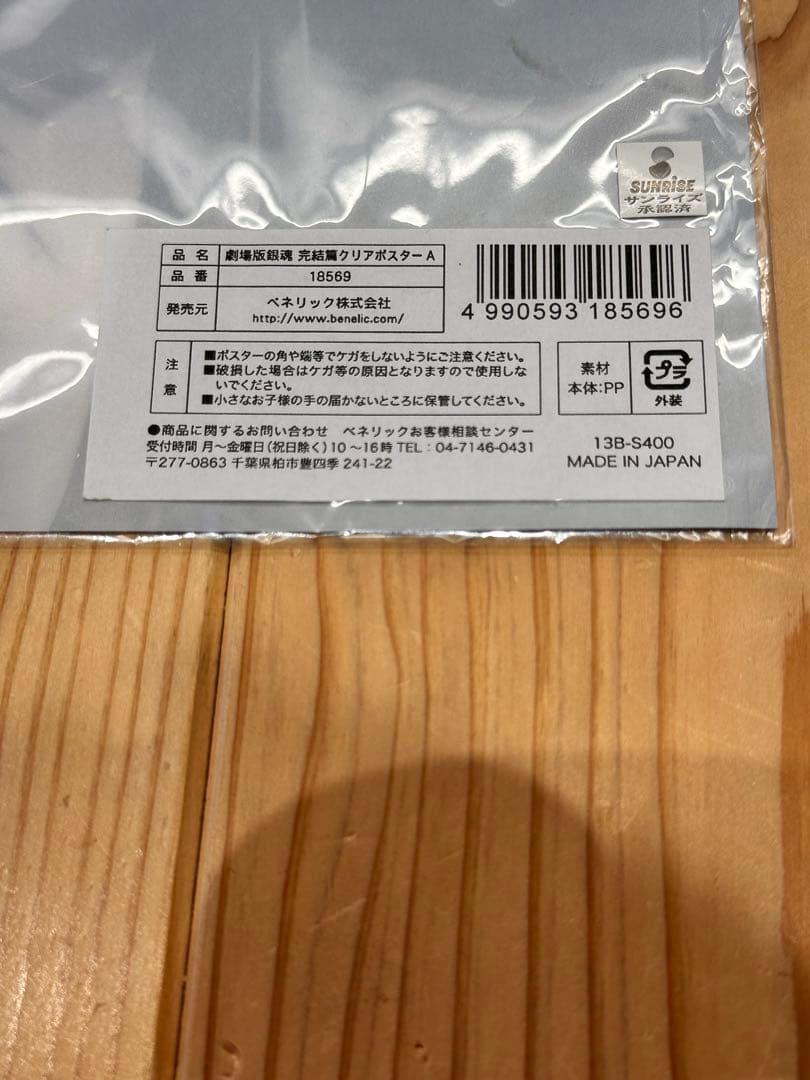 SUNRISE
サンライズ
承認済
品名 劇場版銀魂 完結篇クリアポスターA
品番 18569
発売元 ベネリック株式会社
http://www.benelic.com/
4 990593 185696
注意
■ポスターの角や端等でケガをしないようにご注意ください。
■破損した場合はケガ等の原因となりますので使用しな
いでください。
■小さなお子様の手の届かないところに保管してください。
素材
本体:PP
プラ
外装
●商品に関するお問い合わせ ベネリックお客様相談センター
受付時間 月～金曜日(祝日除く)10～16時 TEL:04-7146-0431
〒277-0863 千葉県柏市豊四季 241-22
13B-S400
MADE IN JAPAN